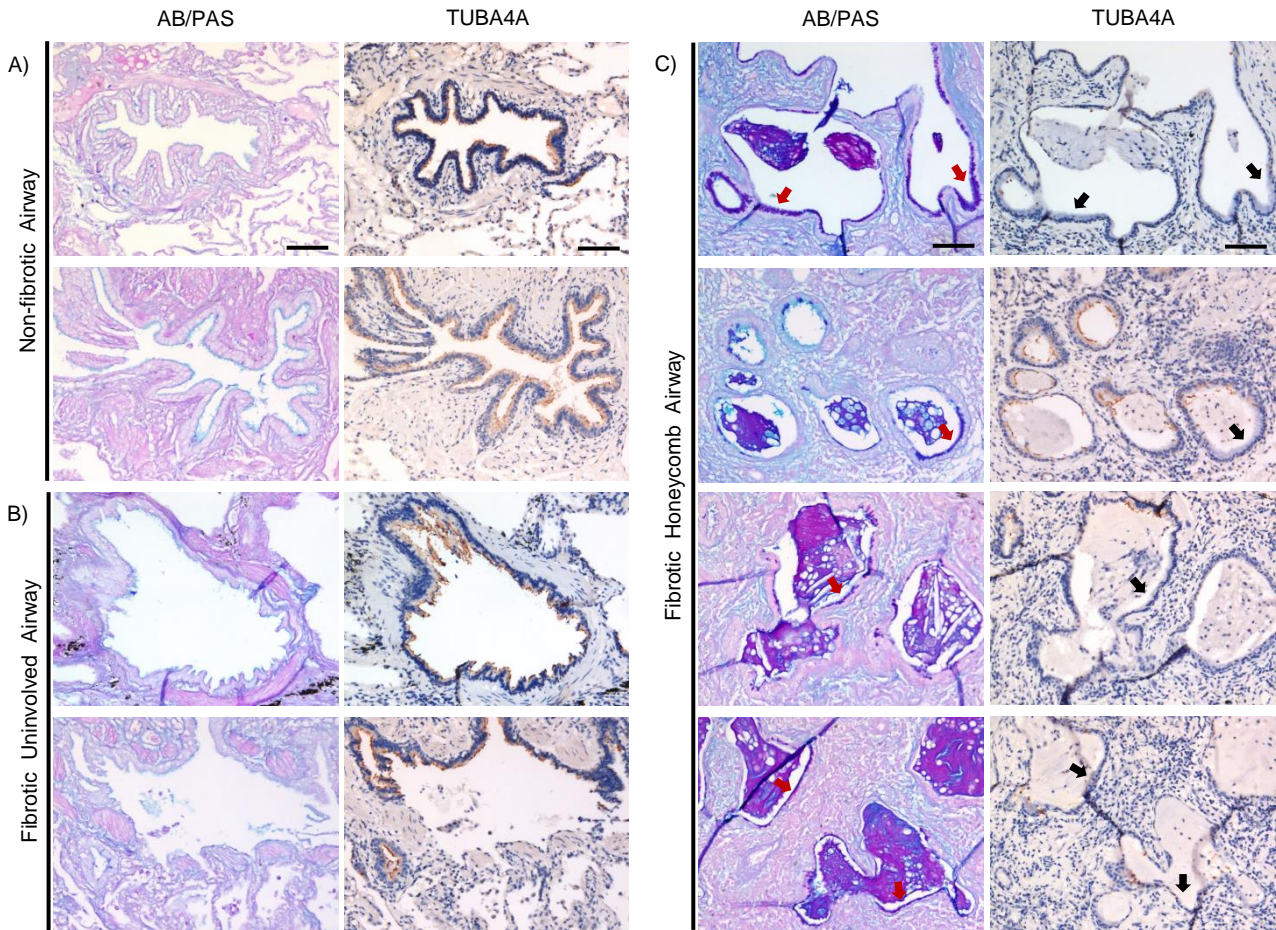 AB/PAS
TUBA4A
AB/PAS
TUBA4A
A)
Non-fibrotic Airway
B)
Fibrotic Uninvolved Airway
C)
Fibrotic Honeycomb Airway